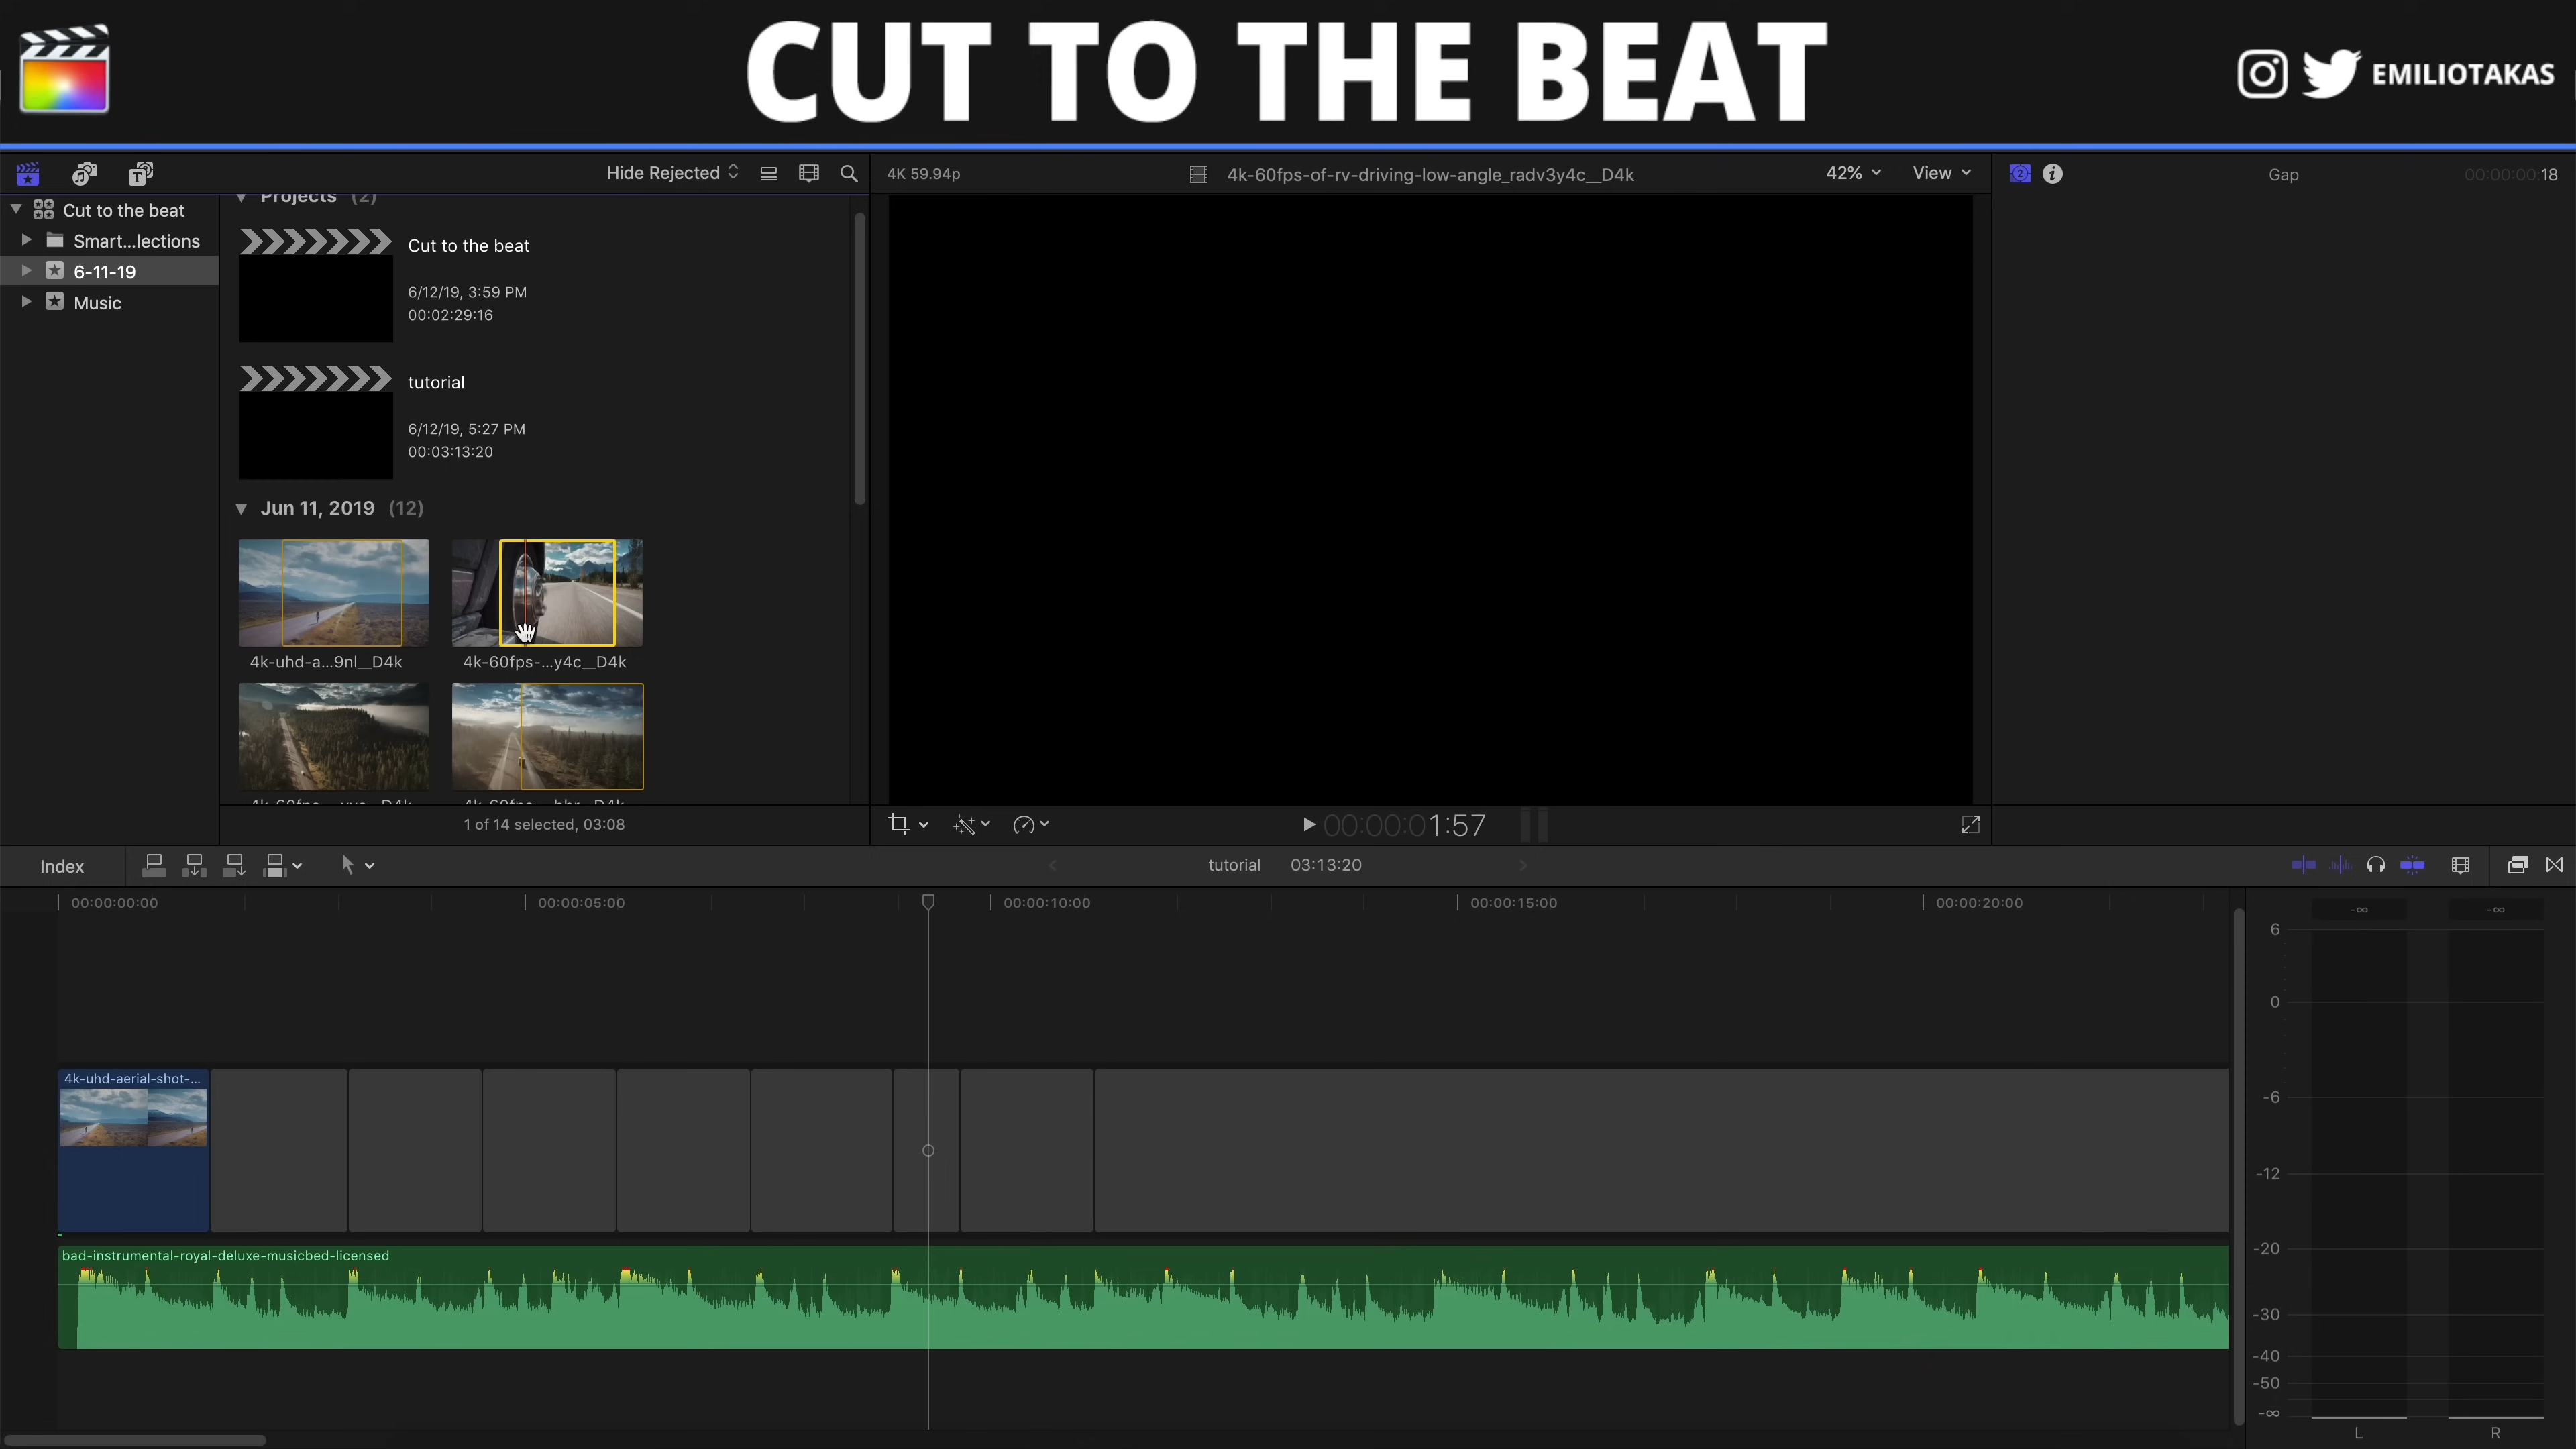 CUT TO THE BEAT
EMILIOTAKAS
Hide Rejected
4K 59.94p
4k-60fps-of-rv-driving-low-angle_radv3y4c__D4k
42%
View
Gap
00:00:00:18
Cut to the beat
Smart...lections
6-11-19
Music
Projects (2)
Cut to the beat
6/12/19, 3:59 PM
00:02:29:16
tutorial
6/12/19, 5:27 PM
00:03:13:20
Jun 11, 2019 (12)
4k-uhd-a...9nl__D4k
4k-60fps-...y4c__D4k
1 of 14 selected, 03:08
00:00:01:57
Index
tutorial 03:13:20
00:00:00:00
00:00:05:00
00:00:10:00
00:00:15:00
00:00:20:00
4k-uhd-aerial-shot-...
bad-instrumental-royal-deluxe-musicbed-licensed
-∞ -∞
6
0
-6
-12
-20
-30
-40
-50
-∞
L R